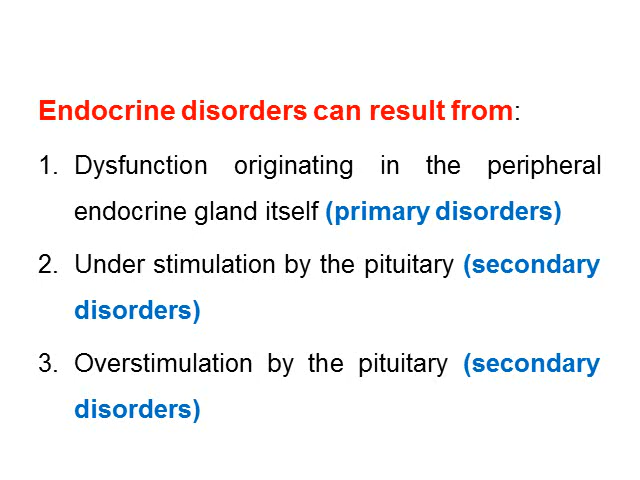 Endocrine disorders can result from:
1. Dysfunction originating in the peripheral
endocrine gland itself (primary disorders)
2. Under stimulation by the pituitary (secondary
disorders)
3. Overstimulation by the pituitary (secondary
disorders)